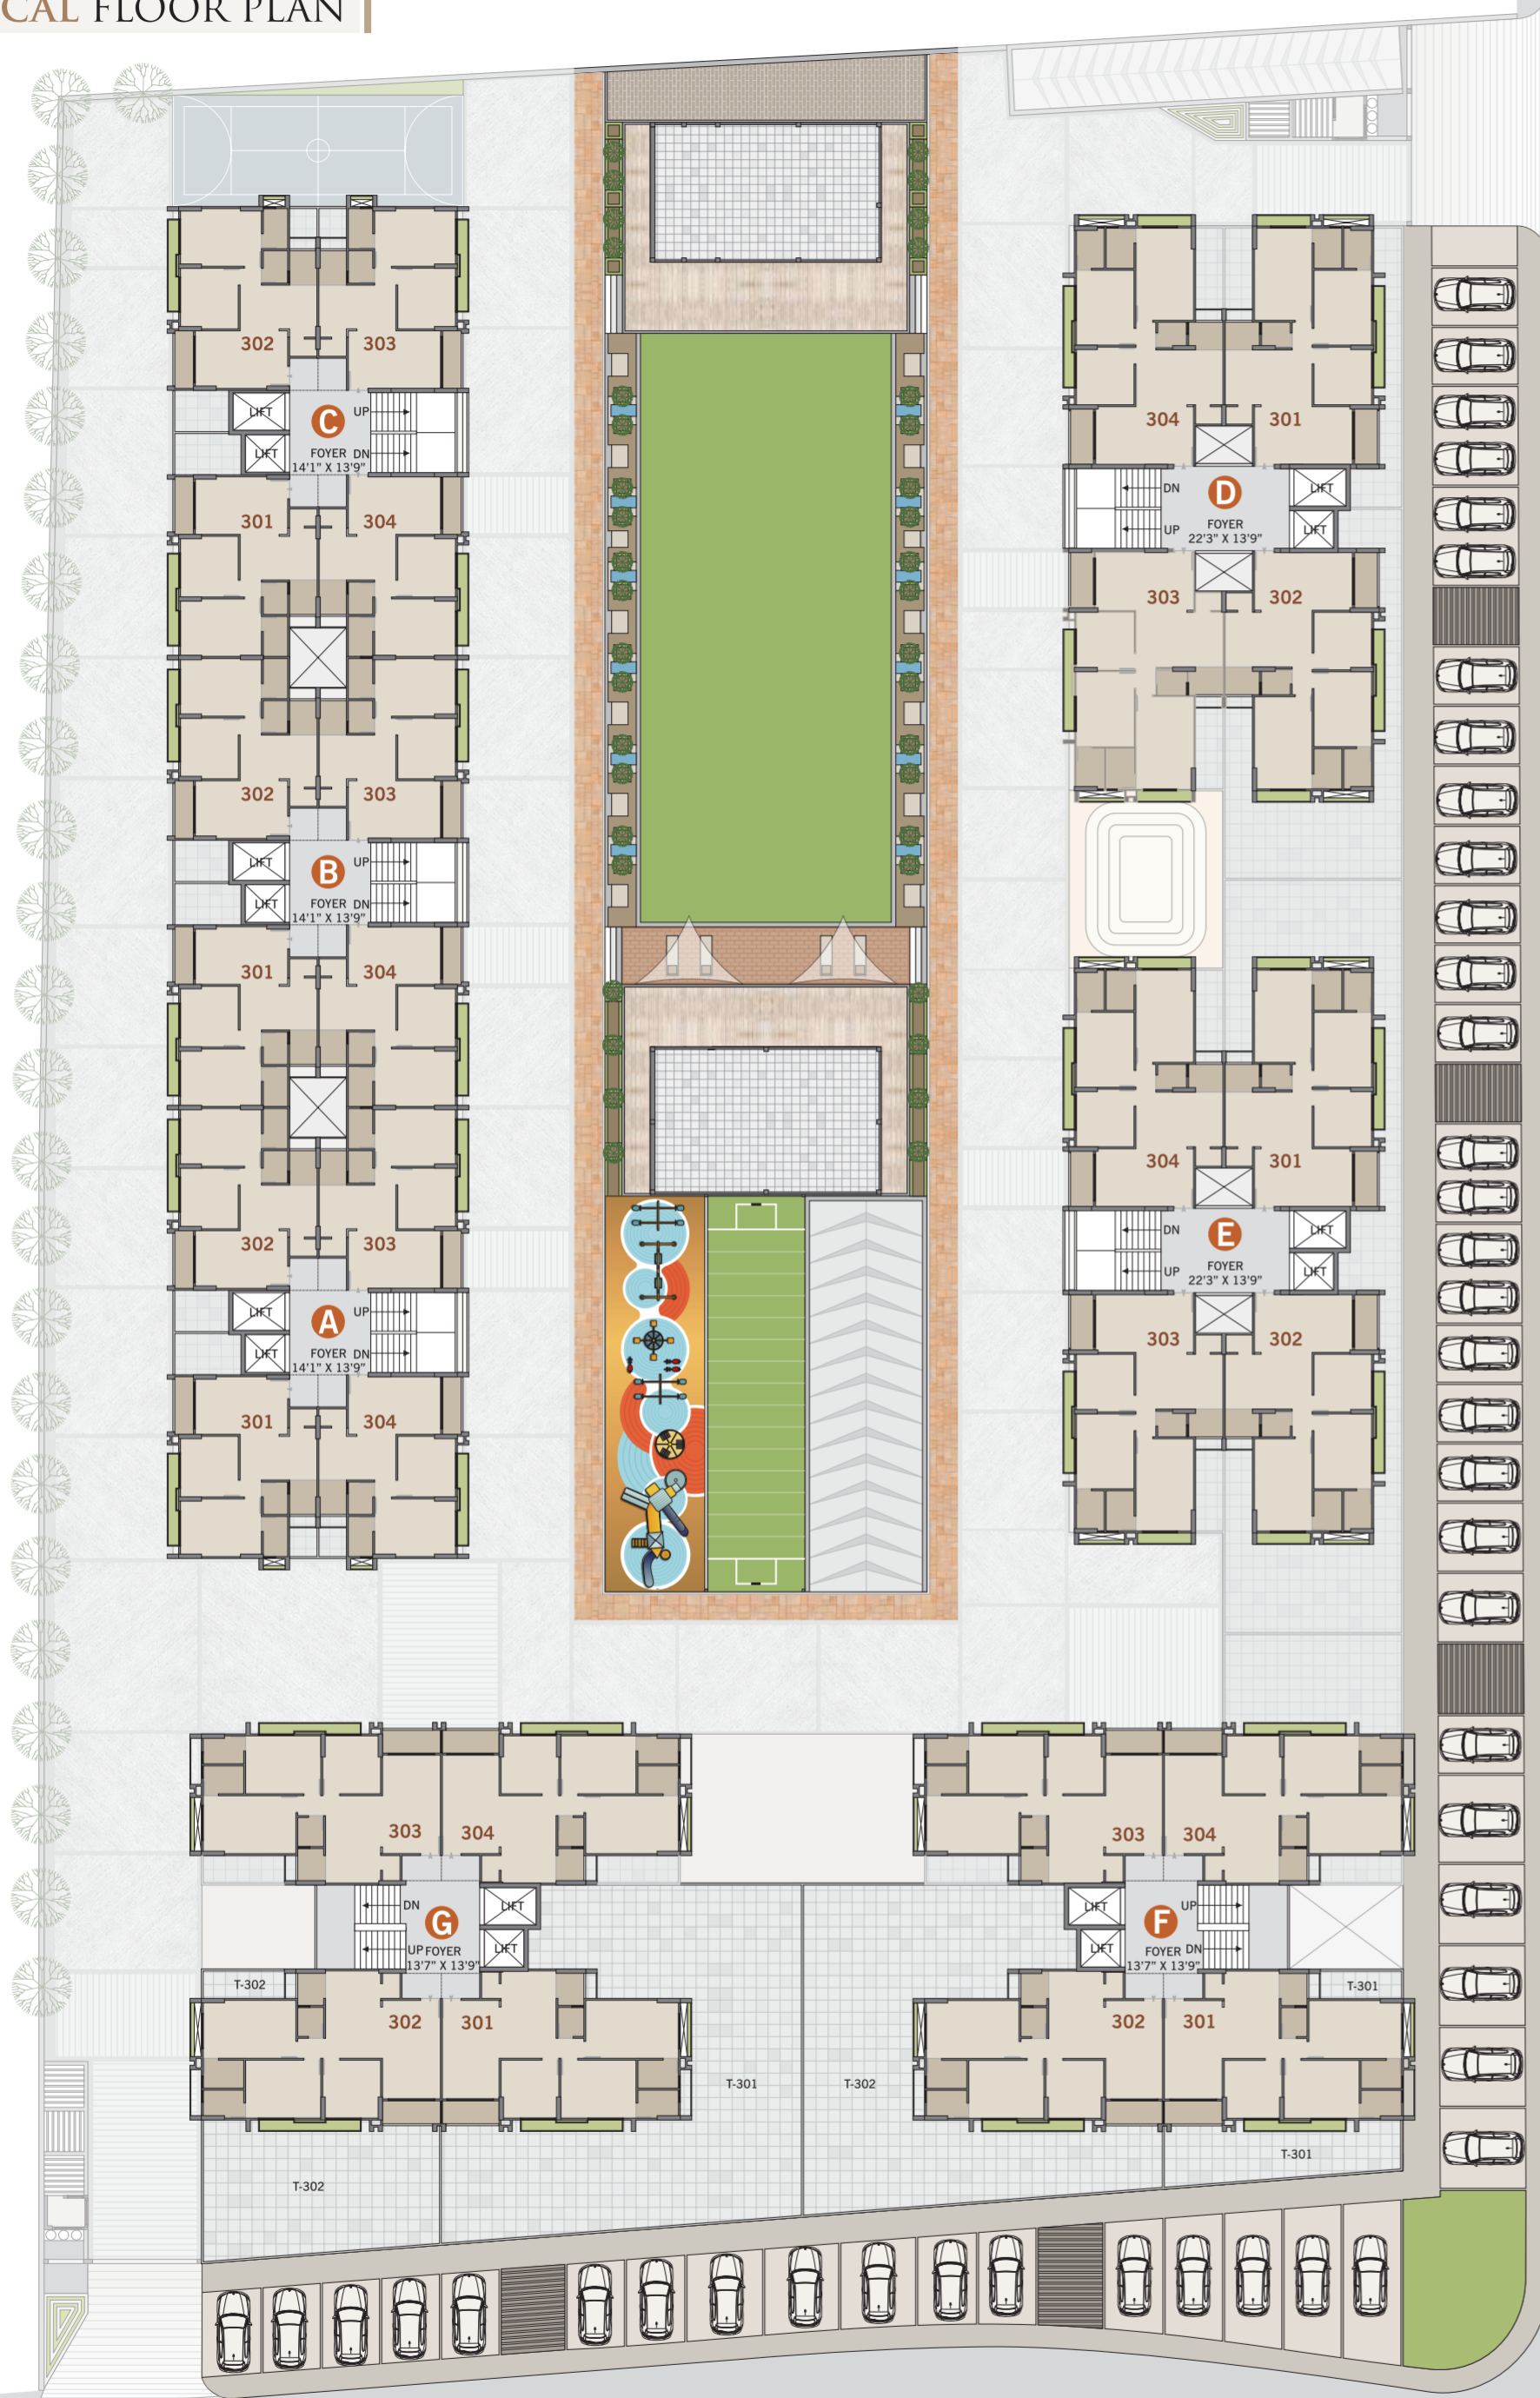 CAL FLOOR PLAN
302 303
LIFT
C
UP
LIFT
FOYER
DN
14'1" X 13'9"
301 304
302 303
LIFT
B
UP
LIFT
FOYER
DN
14'1" X 13'9"
301 304
302 303
LIFT
A
UP
LIFT
FOYER
DN
14'1" X 13'9"
301 304
304 301
DN
D
LIFT
UP
FOYER
22'3" X 13'9"
LIFT
303 302
304 301
DN
E
LIFT
UP
FOYER
22'3" X 13'9"
LIFT
303 302
303 304
DN
G
LIFT
UP
FOYER
13'7" X 13'9"
LIFT
T-302
302 301
T-301
T-302
303 304
LIFT
F
UP
LIFT
FOYER
DN
13'7" X 13'9"
T-301
302 301
T-302
T-301